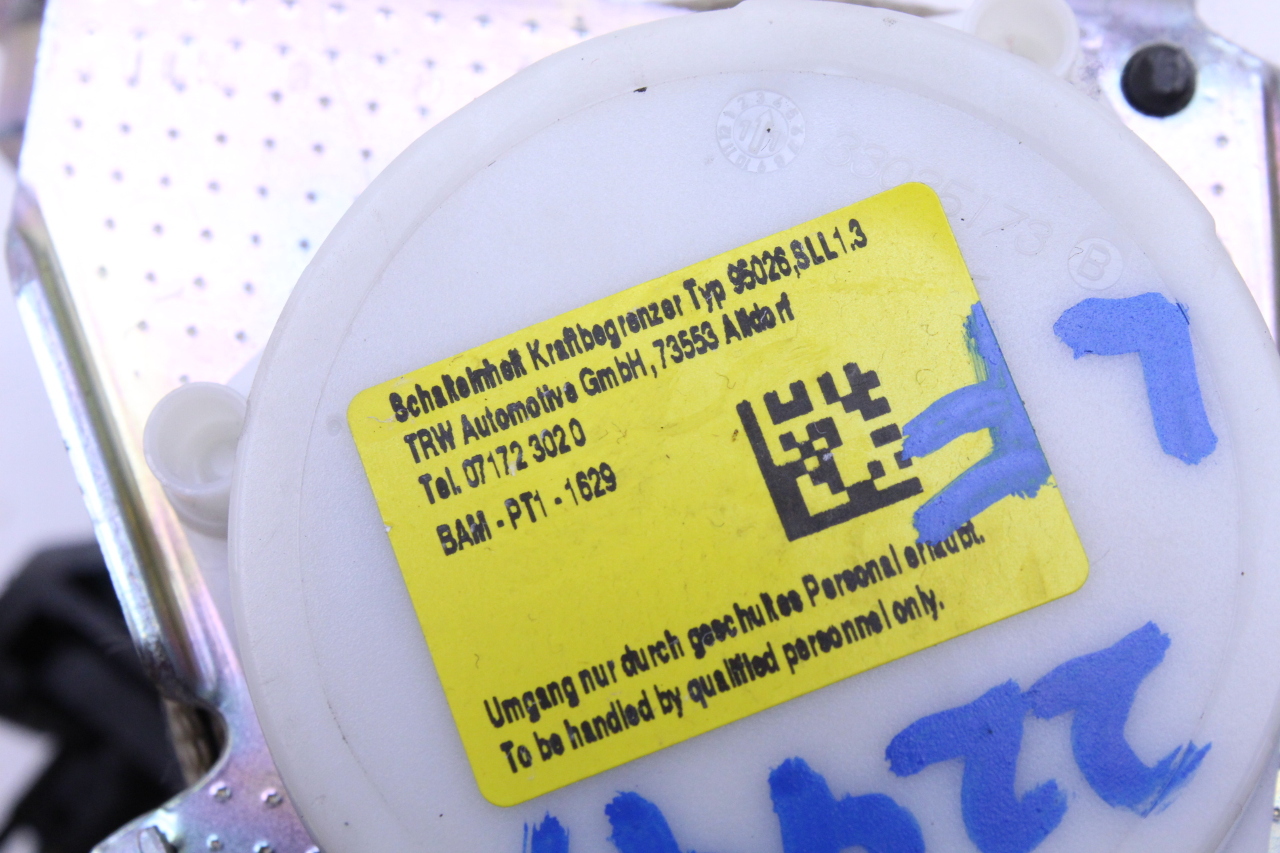 Schalteinheit Kraftbegrenzer Typ 95026,SLL1.3
TRW Automotive GmbH, 73553 Alfdorf
Tel. 07172 302 0
BAM - PT1 - 1629
Umgang nur durch geschultes Personal erlaubt.
To be handled by qualified personnel only.
B